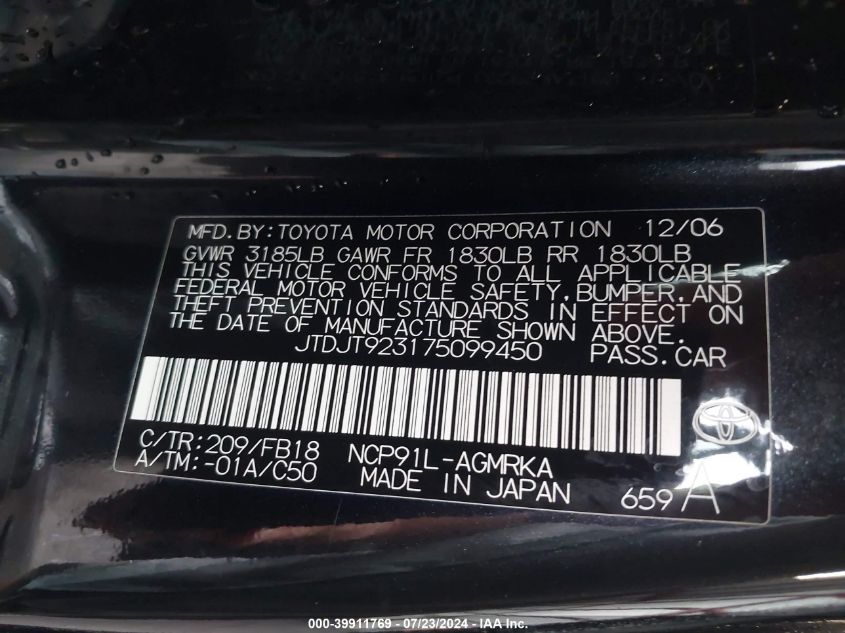 MFD.BY:TOYOTA MOTOR CORPORATION 12/06
GVWR 3185LB GAWR FR 1830LB RR 1830LB
THIS VEHICLE CONFORMS TO ALL APPLICABLE
FEDERAL MOTOR VEHICLE SAFETY,BUMPER,AND
THEFT PREVENTION STANDARDS IN EFFECT ON
THE DATE OF MANUFACTURE SHOWN ABOVE.
JTDJT923175099450 PASS.CAR
C/TR:209/FB18 NCP91L-AGMRKA
A/TM:-01A/C50 MADE IN JAPAN
659 A
000-39911769 - 07/23/2024 - © IAA Inc.